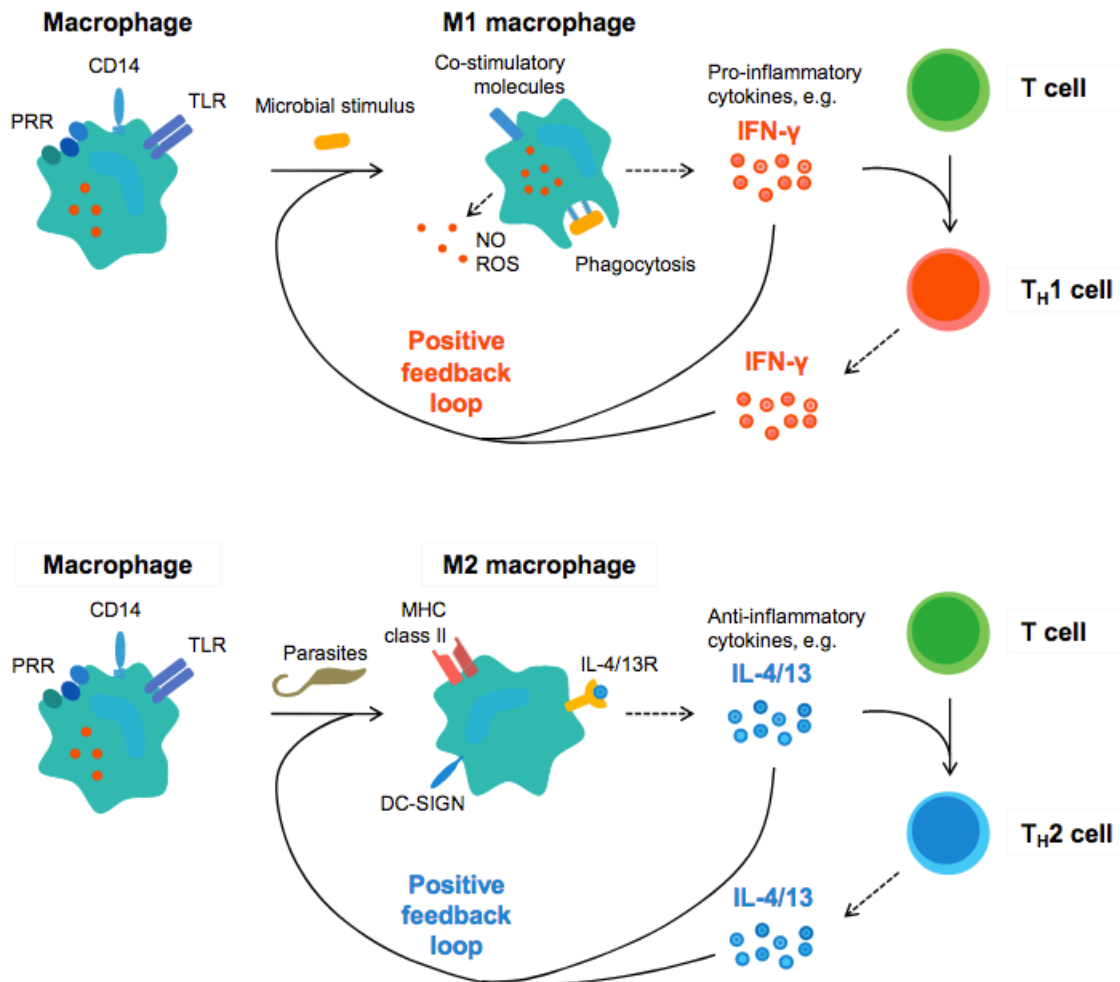 Macrophage
M1 macrophage
CD14
TLR
PRR
Microbial stimulus
Co-stimulatory
molecules
NO
ROS
Phagocytosis
Pro-inflammatory
cytokines, e.g.
IFN-γ
T cell
TH1 cell
IFN-γ
Positive
feedback
loop
Macrophage
M2 macrophage
CD14
TLR
PRR
Parasites
MHC
class II
IL-4/13R
DC-SIGN
Anti-inflammatory
cytokines, e.g.
IL-4/13
T cell
TH2 cell
IL-4/13
Positive
feedback
loop